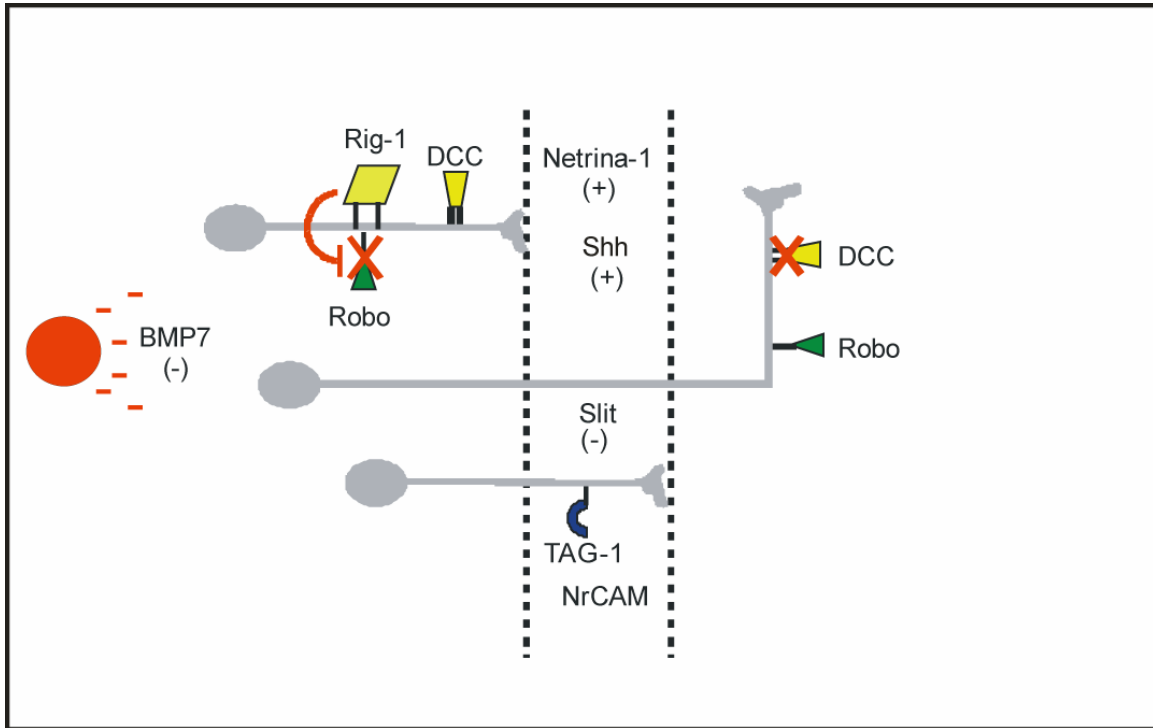 Rig-1
DCC
Robo
BMP7
(-)
Netrina-1
(+)
Shh
(+)
Slit
(-)
TAG-1
NrCAM
DCC
Robo